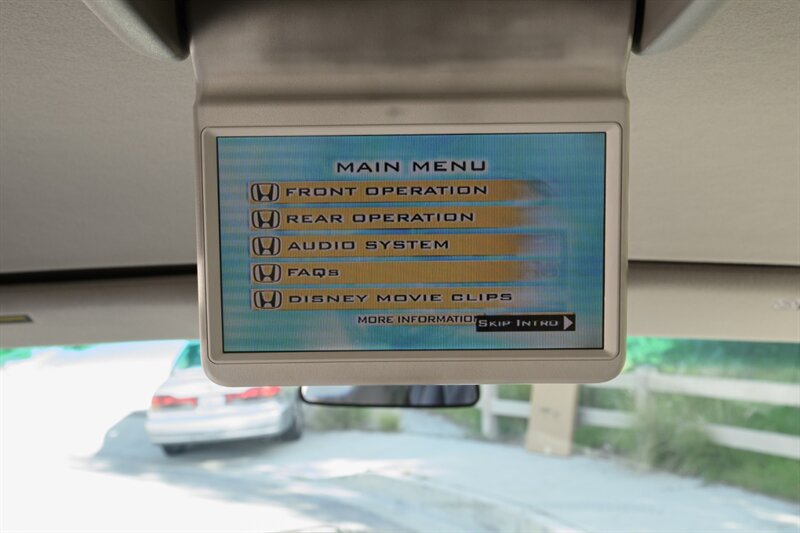 MAIN MENU
FRONT OPERATION
REAR OPERATION
AUDIO SYSTEM
FAQs
DISNEY MOVIE CLIPS
MORE INFORMATION
SKIP INTRO